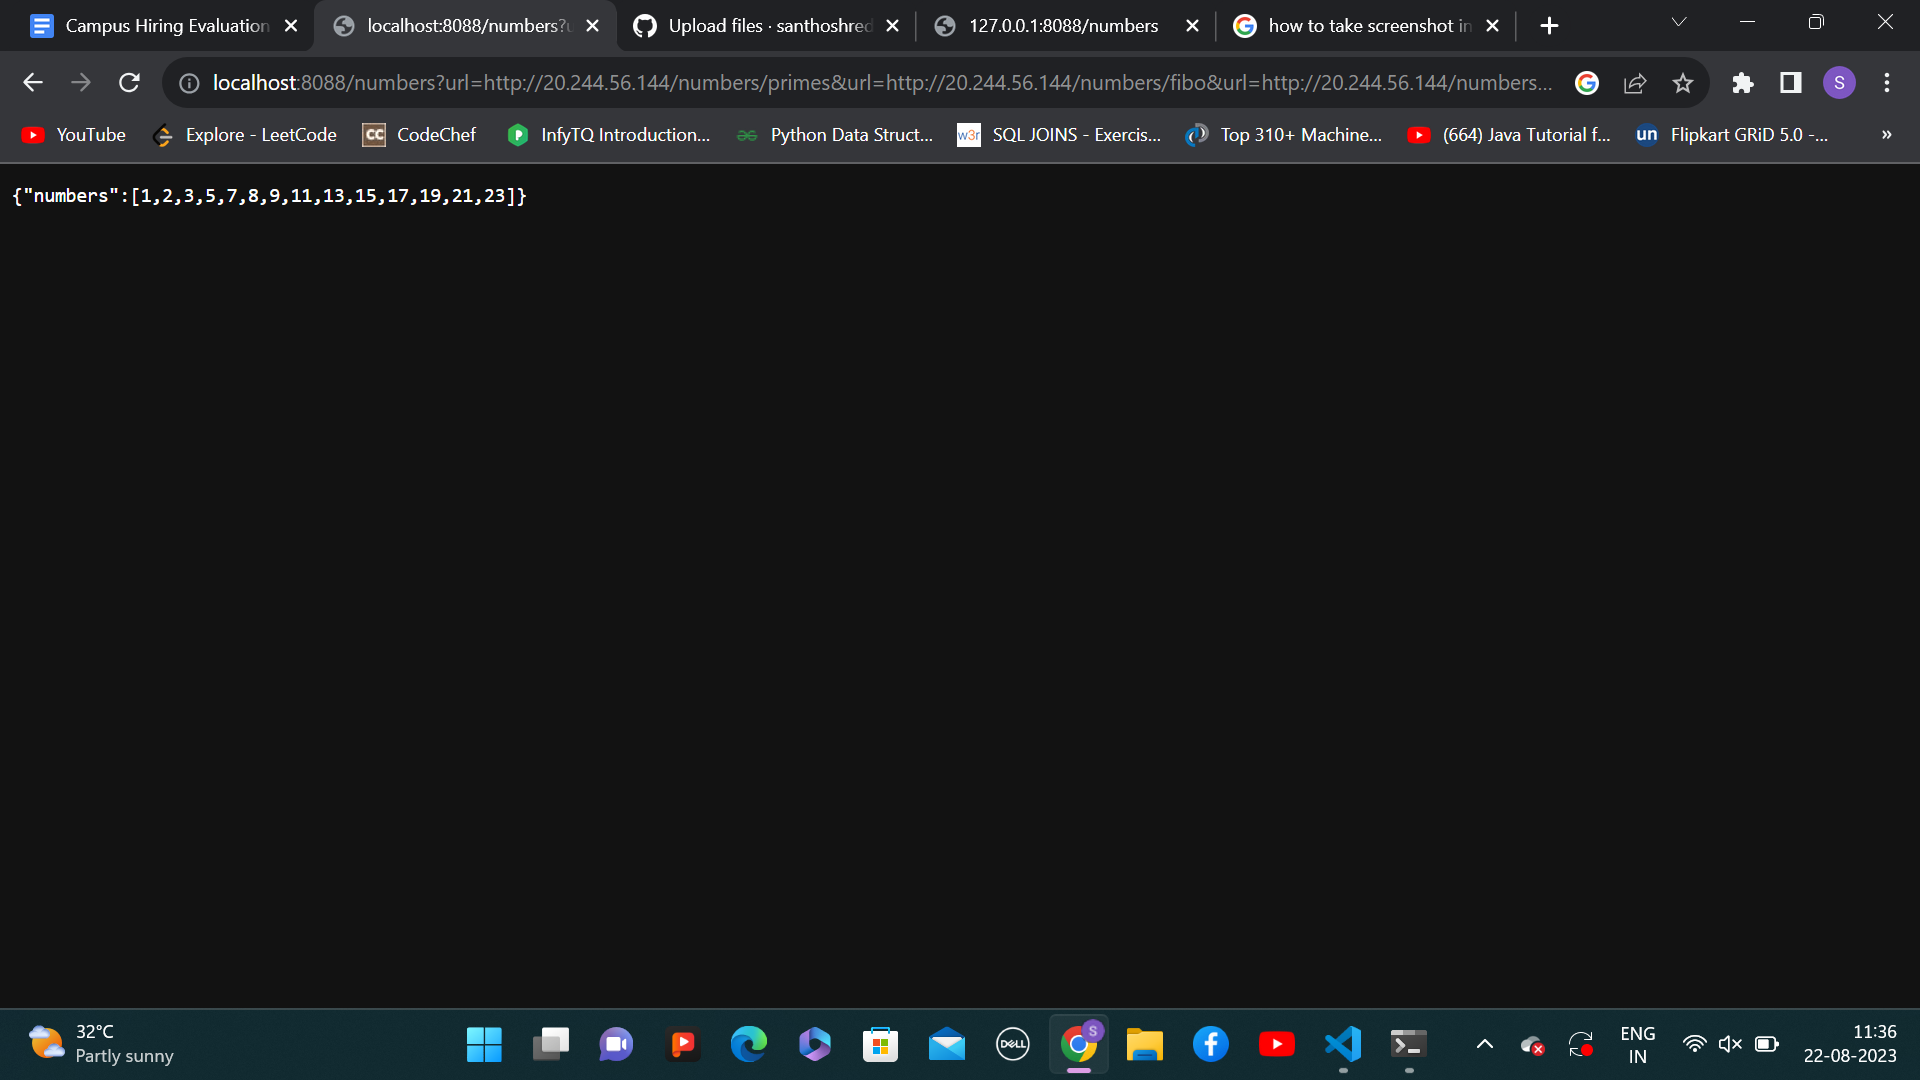 Campus Hiring Evaluation
localhost:8088/numbers?u
Upload files · santhoshred
127.0.0.1:8088/numbers
how to take screenshot in
localhost:8088/numbers?url=http://20.244.56.144/numbers/primes&url=http://20.244.56.144/numbers/fibo&url=http://20.244.56.144/numbers...
S
YouTube
Explore - LeetCode
CC CodeChef
InfyTQ Introduction...
Python Data Struct...
w3r SQL JOINS - Exercis...
Top 310+ Machine...
(664) Java Tutorial f...
un Flipkart GRiD 5.0 -...
»
{"numbers":[1,2,3,5,7,8,9,11,13,15,17,19,21,23]}
32°C
Partly sunny
DELL
S
ENG
IN
11:36
22-08-2023